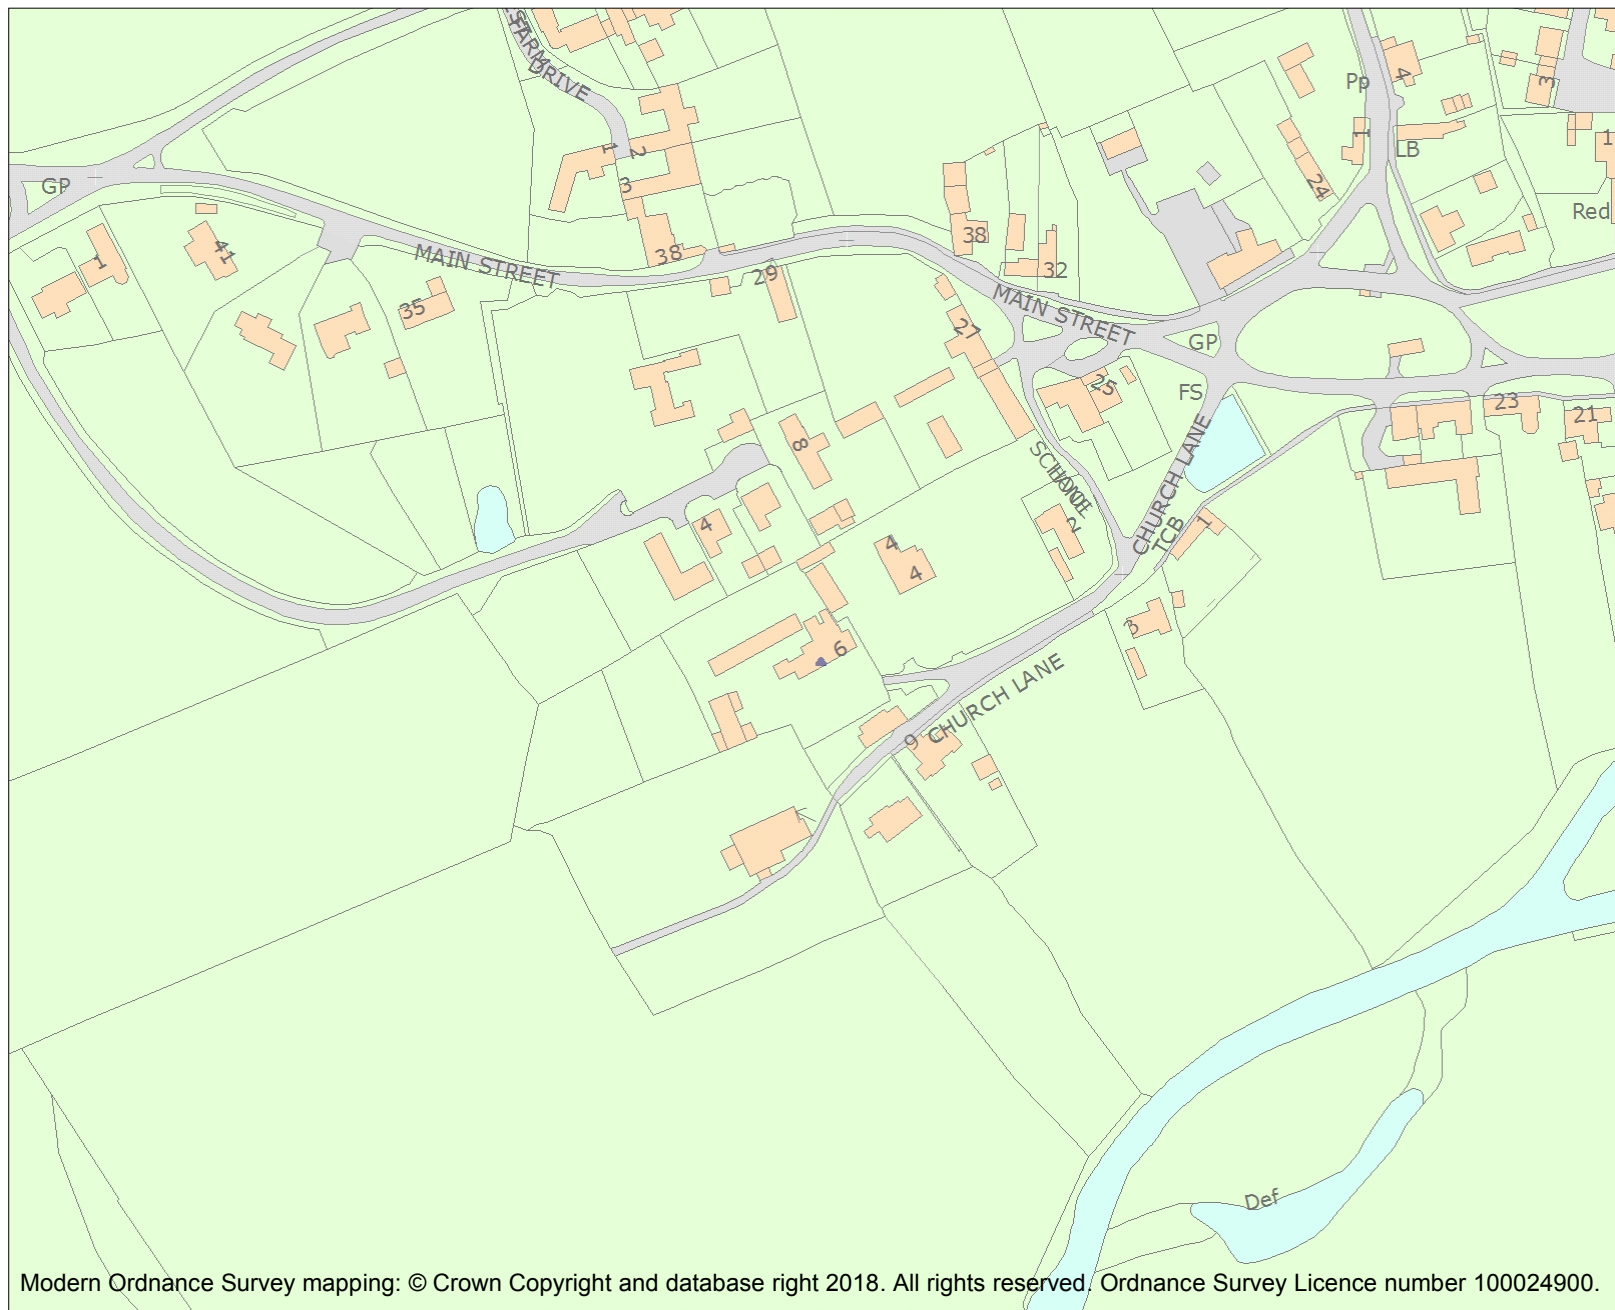 FARM
DRIVE
Pp
4
3
1
LB
1
GP
1
2
3
24
Red
41
1
MAIN STREET
38
38
32
29
35
MAIN STREET
27
GP
25
FS
23
21
8
CHURCH LANE
2
TCB
1
4
4
4
3
6
CHURCH LANE
9
Def
Modern Ordnance Survey mapping: © Crown Copyright and database right 2018. All rights reserved. Ordnance Survey Licence number 100024900.